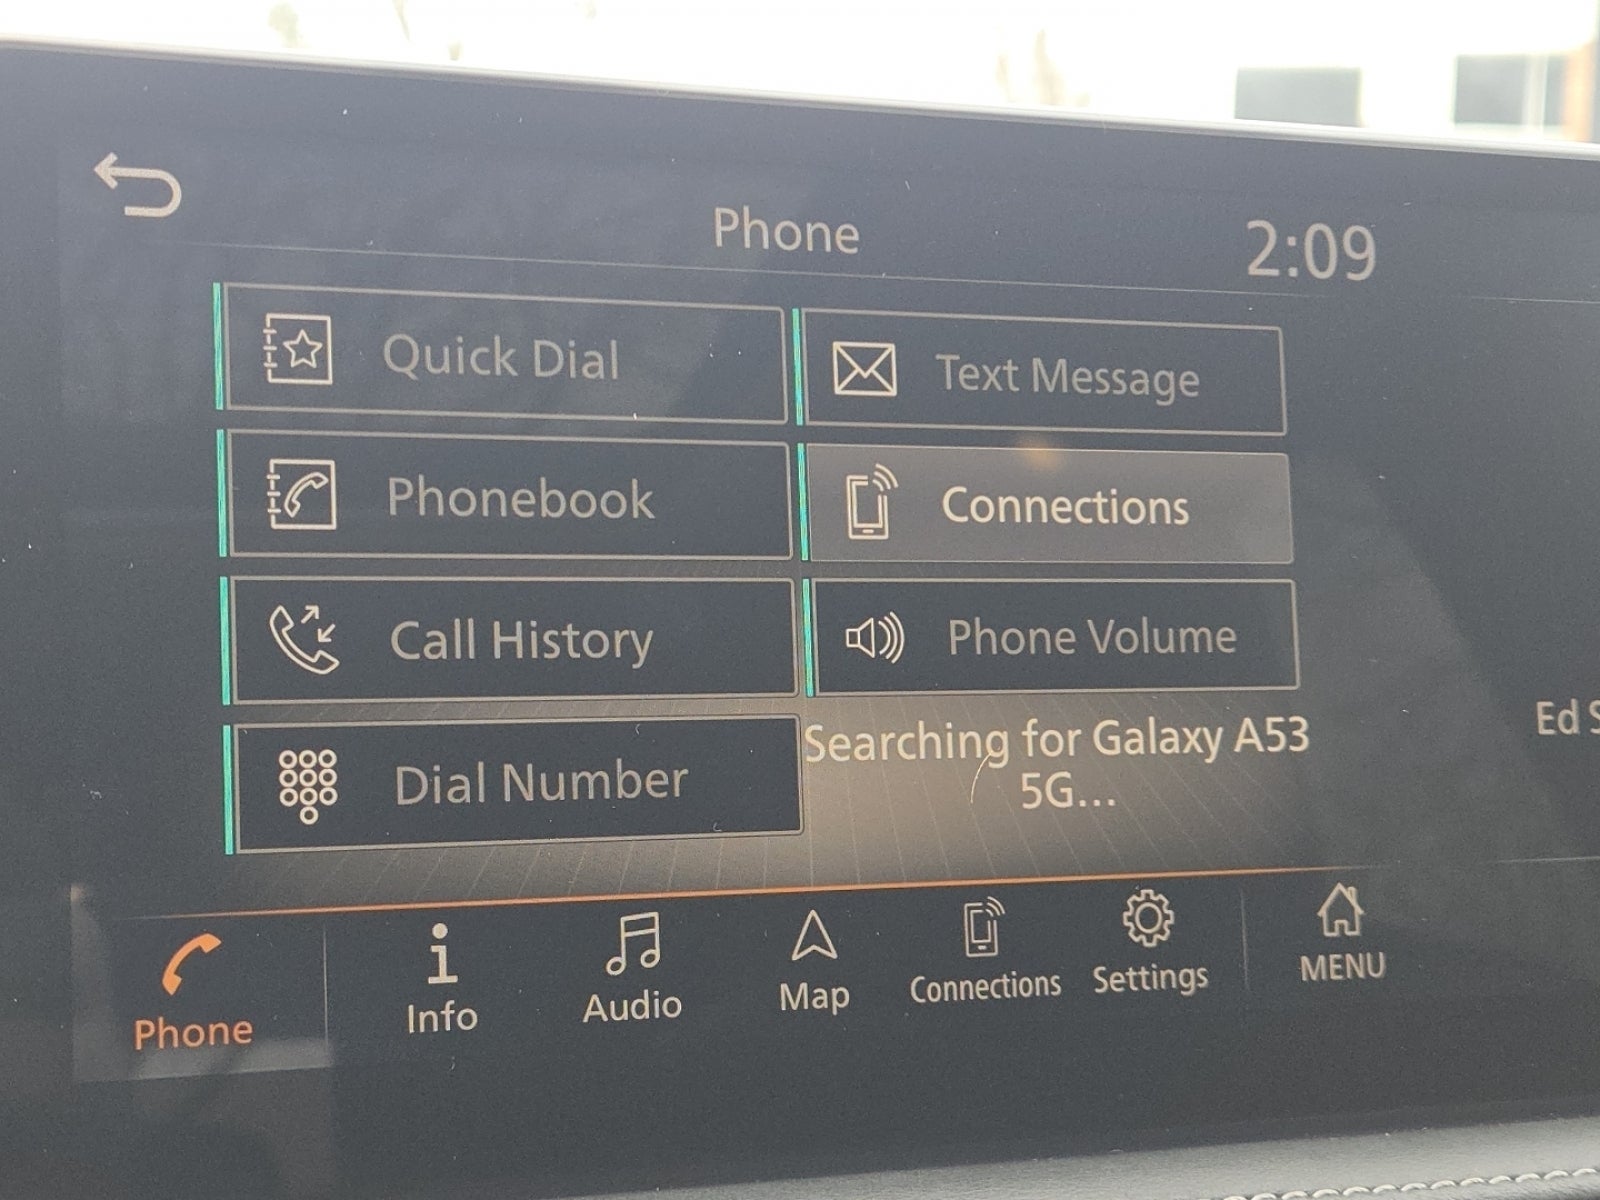 Phone
2:09
Quick Dial
Text Message
Phonebook
Connections
Call History
Phone Volume
Dial Number
Searching for Galaxy A53
5G...
Ed
Phone
Info
Audio
Map
Connections
Settings
MENU